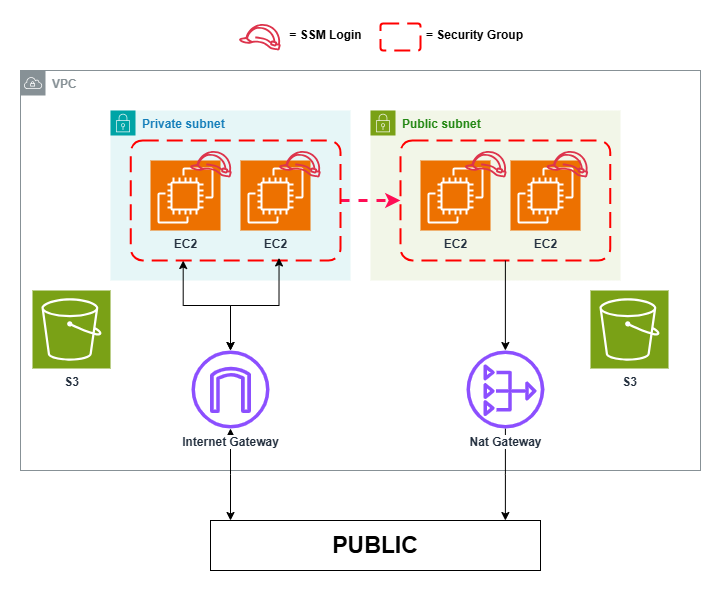 = SSM Login
= Security Group
VPC
Private subnet
Public subnet
EC2
EC2
EC2
EC2
S3
S3
Internet Gateway
Nat Gateway
PUBLIC